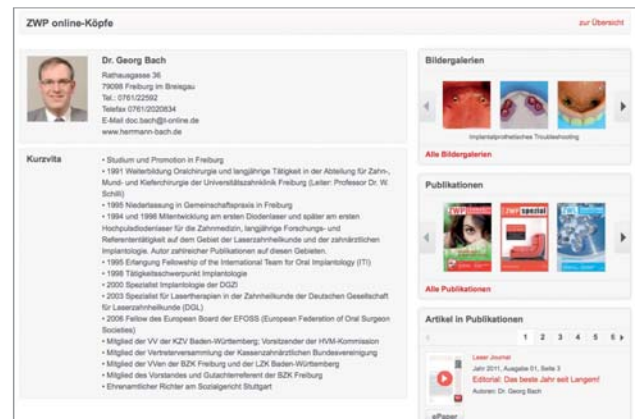 ZWP online-Köpfe
zur Übersicht
Dr. Georg Bach
Rathausgasse 36
79098 Freiburg im Breisgau
Tel.: 0761/22592
Telefax 0761/2020834
E-Mail doc.bach@t-online.de
www.herrmann-bach.de
Kurzvita
• Studium und Promotion in Freiburg
• 1991 Weiterbildung Oralchirurgie und langjährige Tätigkeit in der Abteilung für Zahn-,
Mund- und Kieferchirurgie der Universitätszahnklinik Freiburg (Leiter: Professor Dr. W.
Schilli)
• 1995 Niederlassung in Gemeinschaftspraxis in Freiburg
• 1994 und 1998 Mitentwicklung am ersten Diodenlaser und später am ersten
Hochpulsdiodenlaser für die Zahnmedizin, langjährige Forschungs- und
Referententätigkeit auf dem Gebiet der Laserzahnheilkunde und der zahnärztlichen
Implantologie. Autor zahlreicher Publikationen auf diesen Gebieten.
• 1995 Erlangung Fellowship of the International Team for Oral Implantology (ITI)
• 1998 Tätigkeitsschwerpunkt Implantologie
• 2000 Spezialist Implantologie der DGZI
• 2003 Spezialist für Lasertherapien in der Zahnheilkunde der Deutschen Gesellschaft
für Laserzahnheilkunde (DGL)
• 2006 Fellow des European Board der EFOSS (European Federation of Oral Surgeon
Societies)
• Mitglied der VV der KZV Baden-Württemberg; Vorsitzender der HVM-Kommission
• Mitglied der Vertreterversammlung der Kassenzahnärztlichen Bundesvereinigung
• Mitglied der VVen der BZK Freiburg und der LZK Baden-Württemberg
• Mitglied des Vorstandes und Gutachterreferent der BZK Freiburg
• Ehrenamtlicher Richter am Sozialgericht Stuttgart
Bildergalerien
Implantatprothetisches Troubleshooting
Alle Bildergalerien
Publikationen
ZWP spezial
Alle Publikationen
Artikel in Publikationen
1 2 3 4 5 6
Laser Journal
Jahr 2011, Ausgabe 01, Seite 3
Editorial: Das beste Jahr seit Langem!
Autoren: Dr. Georg Bach
ePaper